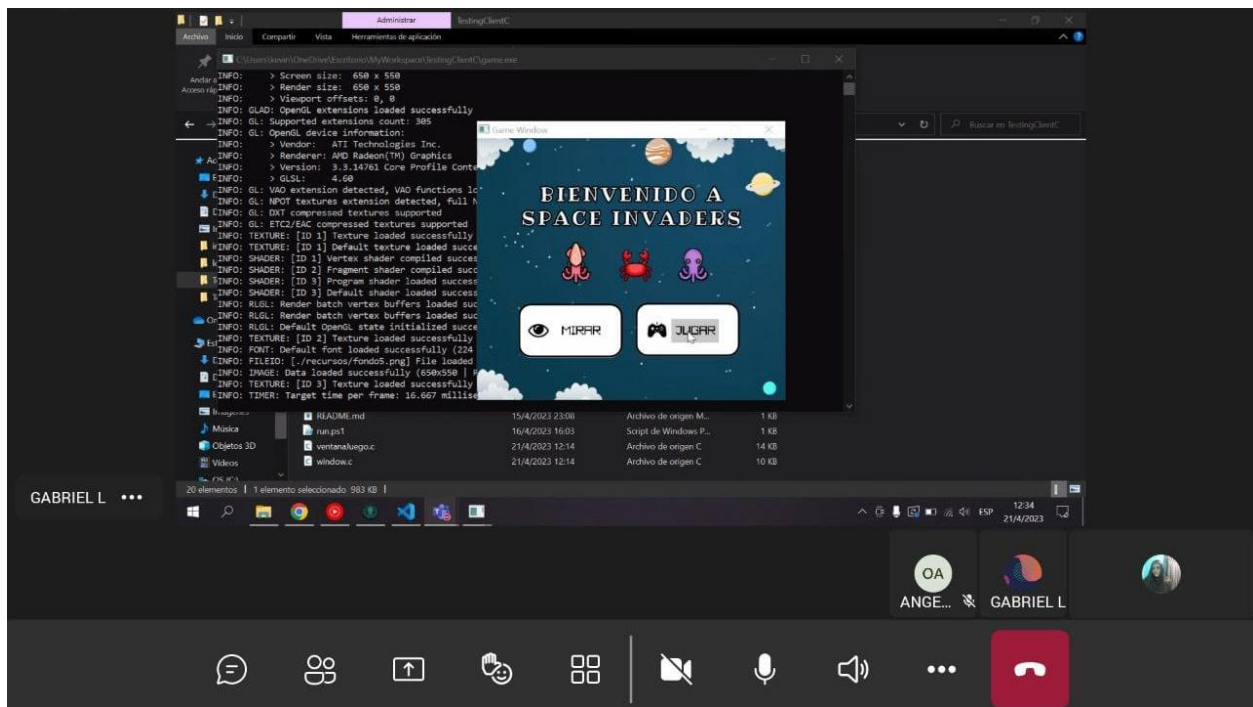 Administrar
TestingClientC
Archivo Inicio Compartir Vista Herramientas de aplicación
C:\Users\kevin\OneDrive\Escritorio\MyWorkspace\TestingClientC\game.exe
INFO: > Screen size: 650 x 550
INFO: > Render size: 650 x 550
INFO: > Viewport offsets: 0, 0
INFO: GLAD: OpenGL extensions loaded successfully
INFO: GL: Supported extensions count: 305
INFO: GL: OpenGL device information:
INFO: > Vendor: ATI Technologies Inc.
INFO: > Renderer: AMD Radeon(TM) Graphics
INFO: > Version: 3.3.14761 Core Profile Conte
INFO: > GLSL: 4.60
INFO: GL: VAO extension detected, VAO functions lo
INFO: GL: NPOT textures extension detected, full N
INFO: GL: DXT compressed textures supported
INFO: GL: ETC2/EAC compressed textures supported
INFO: TEXTURE: [ID 1] Texture loaded successfully
INFO: TEXTURE: [ID 1] Default texture loaded succe
INFO: SHADER: [ID 1] Vertex shader compiled succes
INFO: SHADER: [ID 2] Fragment shader compiled succ
INFO: SHADER: [ID 3] Program shader loaded success
INFO: SHADER: [ID 3] Default shader loaded success
INFO: RLGL: Render batch vertex buffers loaded suc
INFO: RLGL: Render batch vertex buffers loaded suc
INFO: RLGL: Default OpenGL state initialized succe
INFO: TEXTURE: [ID 2] Texture loaded successfully
INFO: FONT: Default font loaded successfully (224
INFO: FILEIO: [./recursos/fondo5.png] File loaded
INFO: IMAGE: Data loaded successfully (650x550 | 
INFO: TEXTURE: [ID 3] Texture loaded successfully
INFO: TIMER: Target time per frame: 16.667 millise
Game Window
BIENVENIDO A
SPACE INVADERS
MIRAR JUGAR
Buscar en TestingClientC
README.md 15/4/2023 23:08 Archivo de origen M... 1 KB
Música run.ps1 16/4/2023 16:03 Script de Windows P... 1 KB
Objetos 3D ventanaluego.c 21/4/2023 12:14 Archivo de origen C 14 KB
Vídeos window.c 21/4/2023 12:14 Archivo de origen C 10 KB
20 elementos 1 elemento seleccionado 983 KB
ESP 12:34
21/4/2023
GABRIEL L
OA
ANGE... GABRIEL L